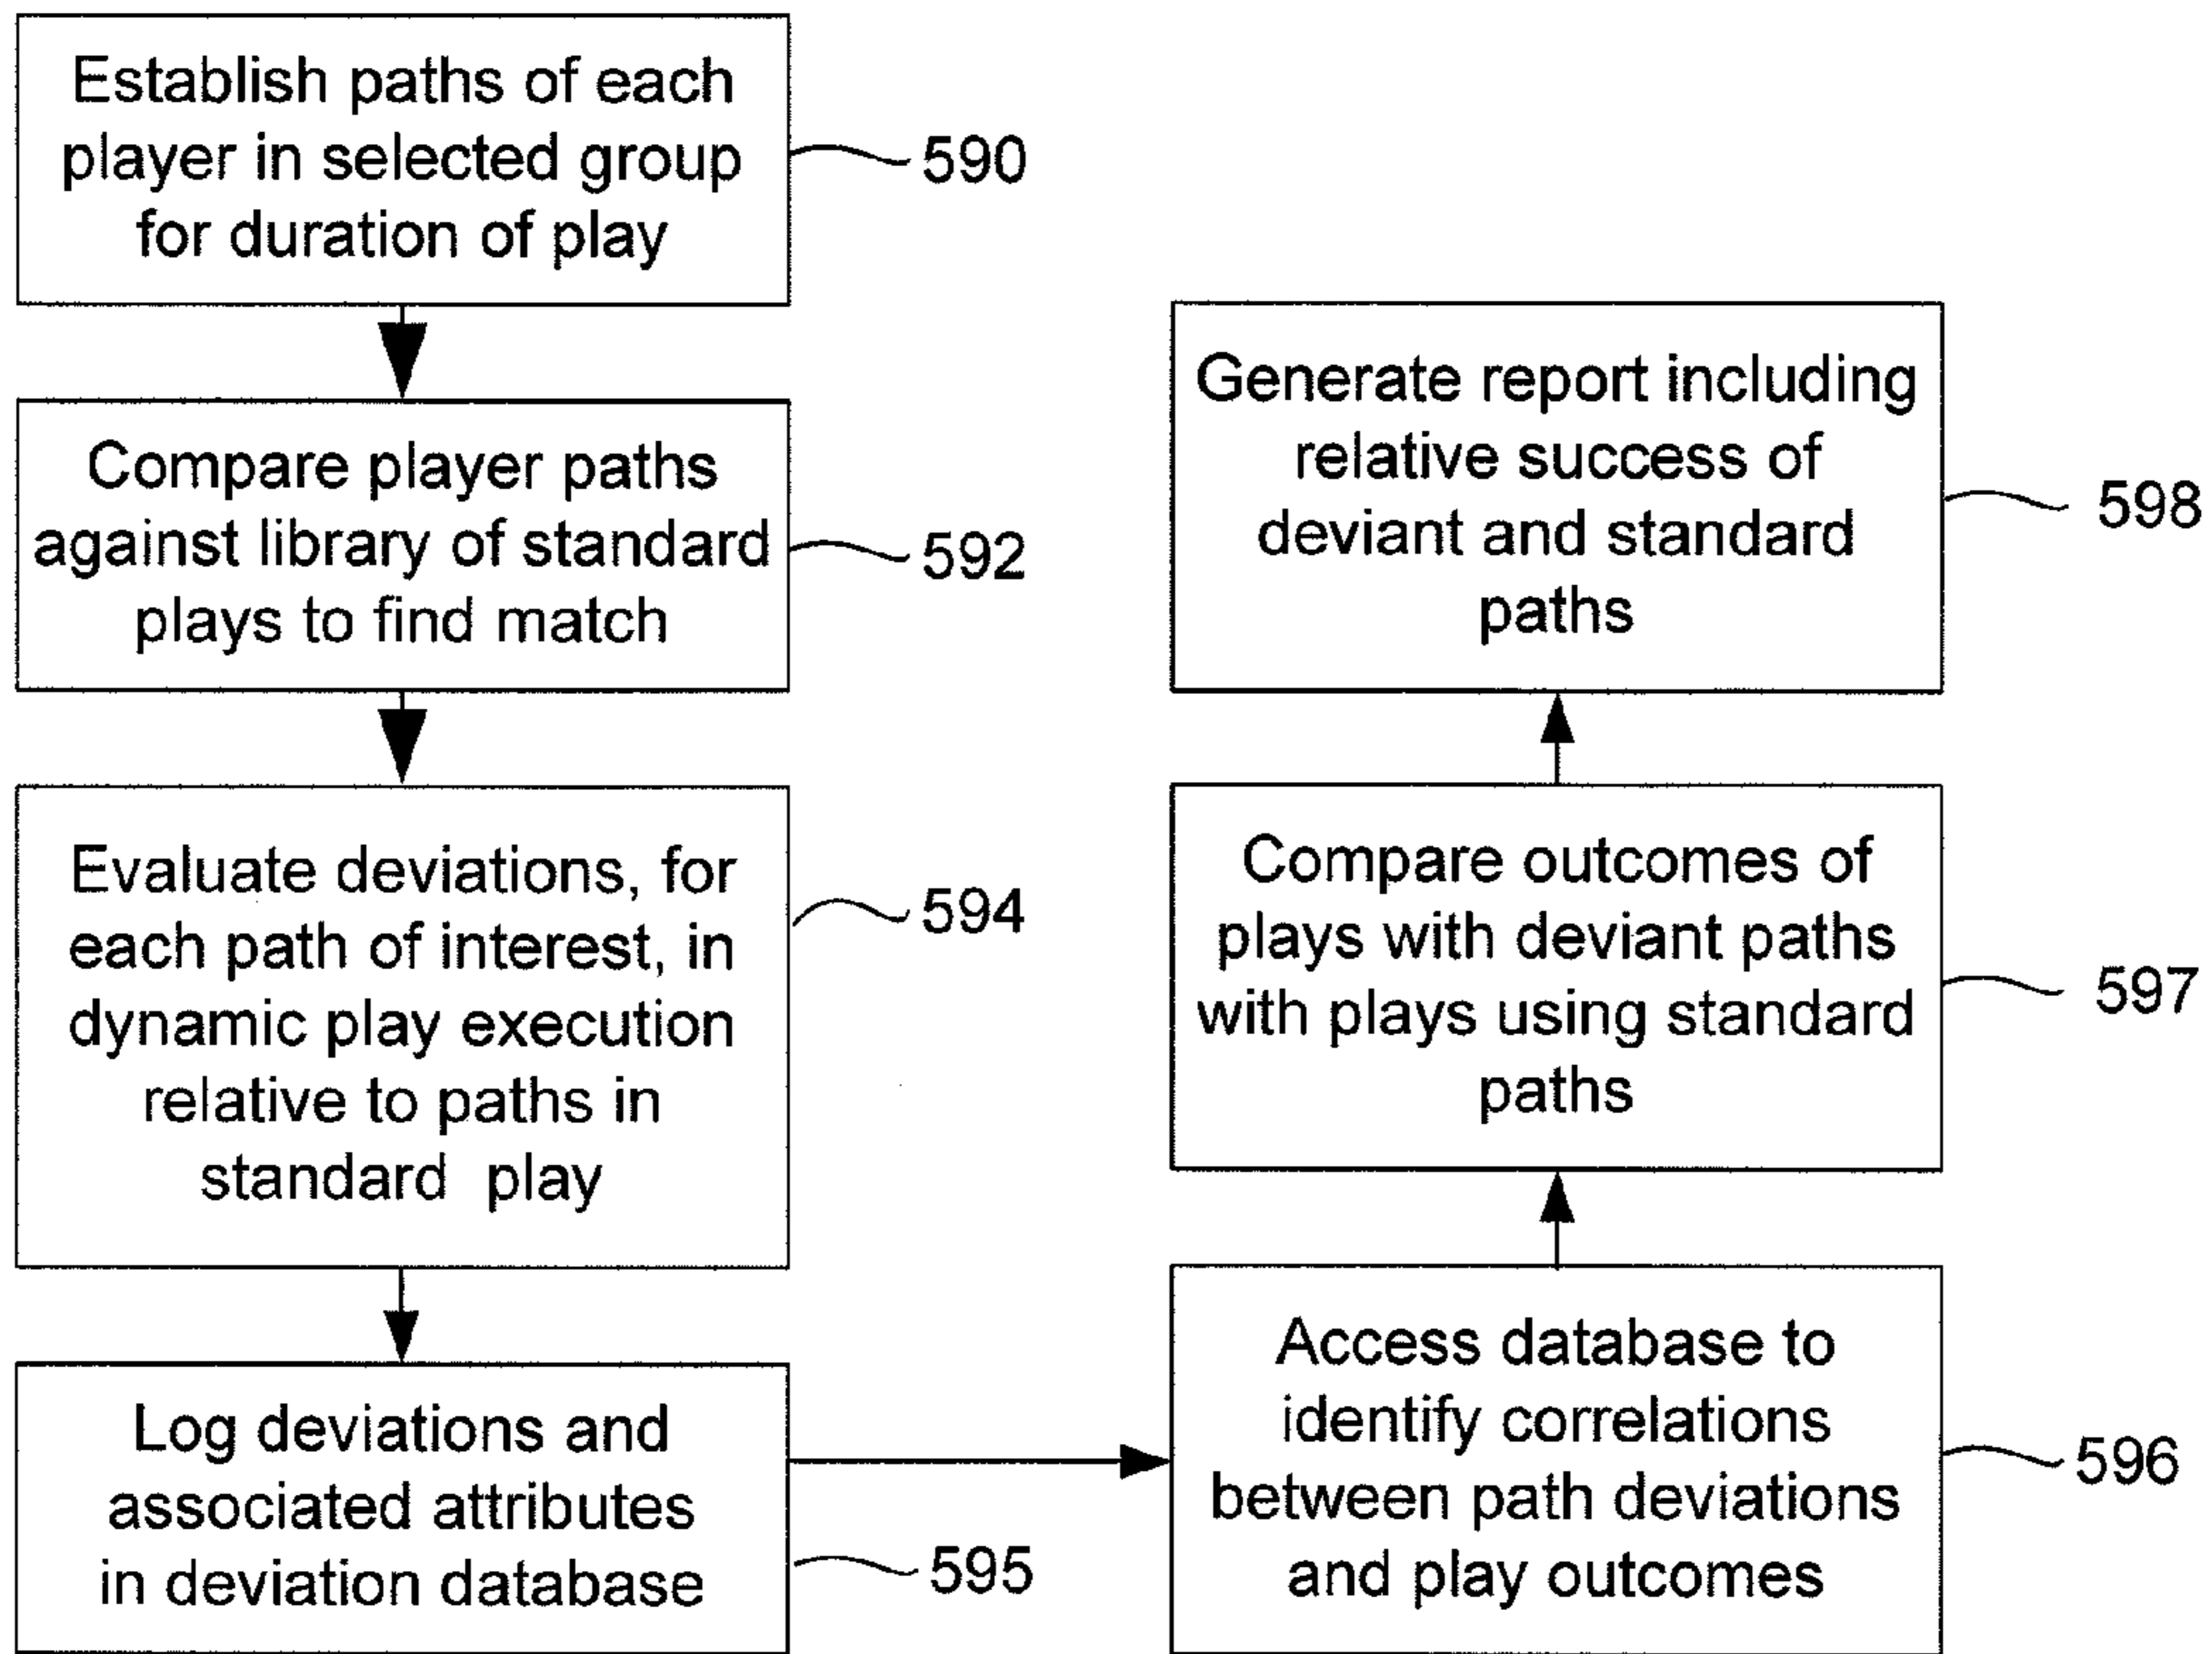 Establish paths of each
player in selected group
for duration of play
590
Compare player paths
against library of standard
plays to find match
592
Evaluate deviations, for
each path of interest, in
dynamic play execution
relative to paths in
standard play
594
Log deviations and
associated attributes
in deviation database
595
Access database to
identify correlations
between path deviations
and play outcomes
596
Compare outcomes of
plays with deviant paths
with plays using standard
paths
597
Generate report including
relative success of
deviant and standard
paths
598